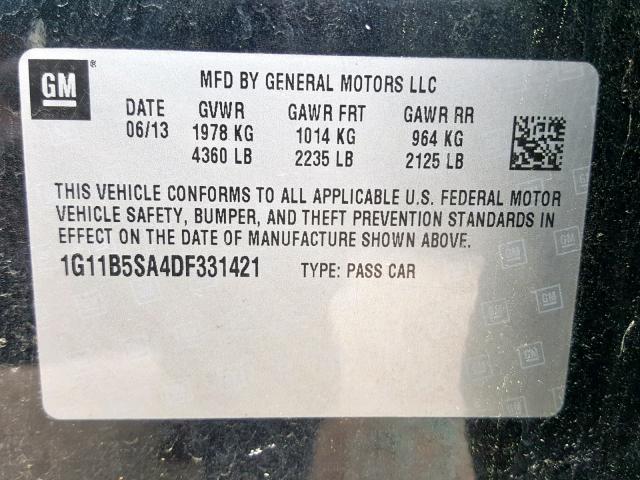 GM ®
MFD BY GENERAL MOTORS LLC
DATE GVWR GAWR FRT GAWR RR
06/13 1978 KG 1014 KG 964 KG
4360 LB 2235 LB 2125 LB
THIS VEHICLE CONFORMS TO ALL APPLICABLE U.S. FEDERAL MOTOR
VEHICLE SAFETY, BUMPER, AND THEFT PREVENTION STANDARDS IN
EFFECT ON THE DATE OF MANUFACTURE SHOWN ABOVE.
1G11B5SA4DF331421 TYPE: PASS CAR